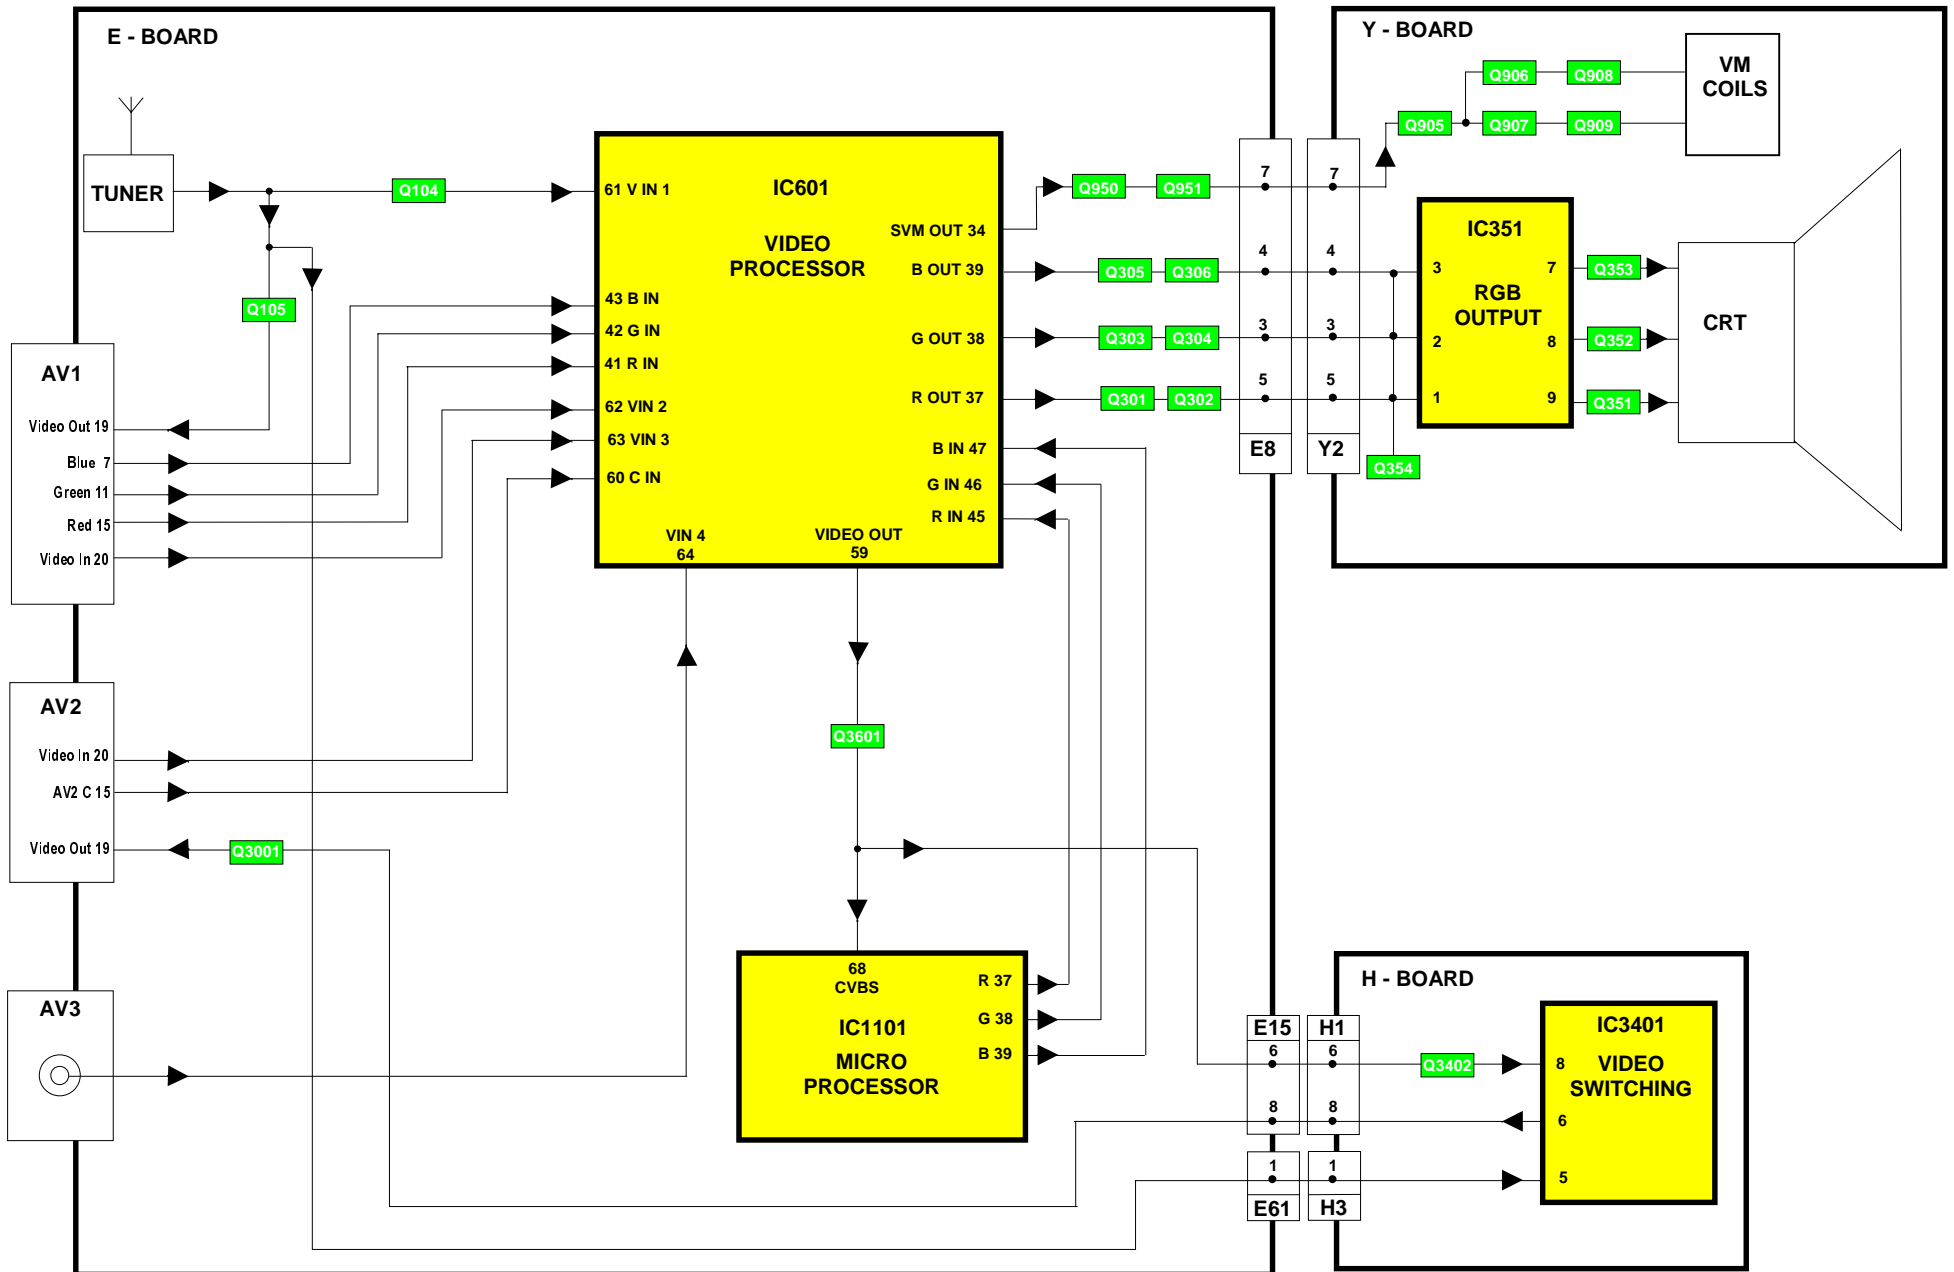 E - BOARD
TUNER
Q104
Q105
AV1
Video Out 19
Blue 7
Green 11
Red 15
Video In 20
AV2
Video In 20
AV2 C 15
Video Out 19
Q3001
AV3
61 V IN 1
IC601
VIDEO
PROCESSOR
43 B IN
42 G IN
41 R IN
62 VIN 2
63 VIN 3
60 C IN
VIN 4
64
VIDEO OUT
59
SVM OUT 34
B OUT 39
G OUT 38
R OUT 37
B IN 47
G IN 46
R IN 45
Q950
Q951
Q305
Q306
Q303
Q304
Q301
Q302
7
4
3
5
E8
7
4
3
5
Y2
Q3601
68
CVBS
IC1101
MICRO
PROCESSOR
R 37
G 38
B 39
Y - BOARD
Q905
Q906
Q908
Q907
Q909
VM
COILS
IC351
RGB
OUTPUT
3
2
1
7
8
9
Q353
Q352
Q351
Q354
CRT
H - BOARD
E15
6
8
1
E61
H1
6
8
1
H3
Q3402
IC3401
VIDEO
SWITCHING
8
6
5